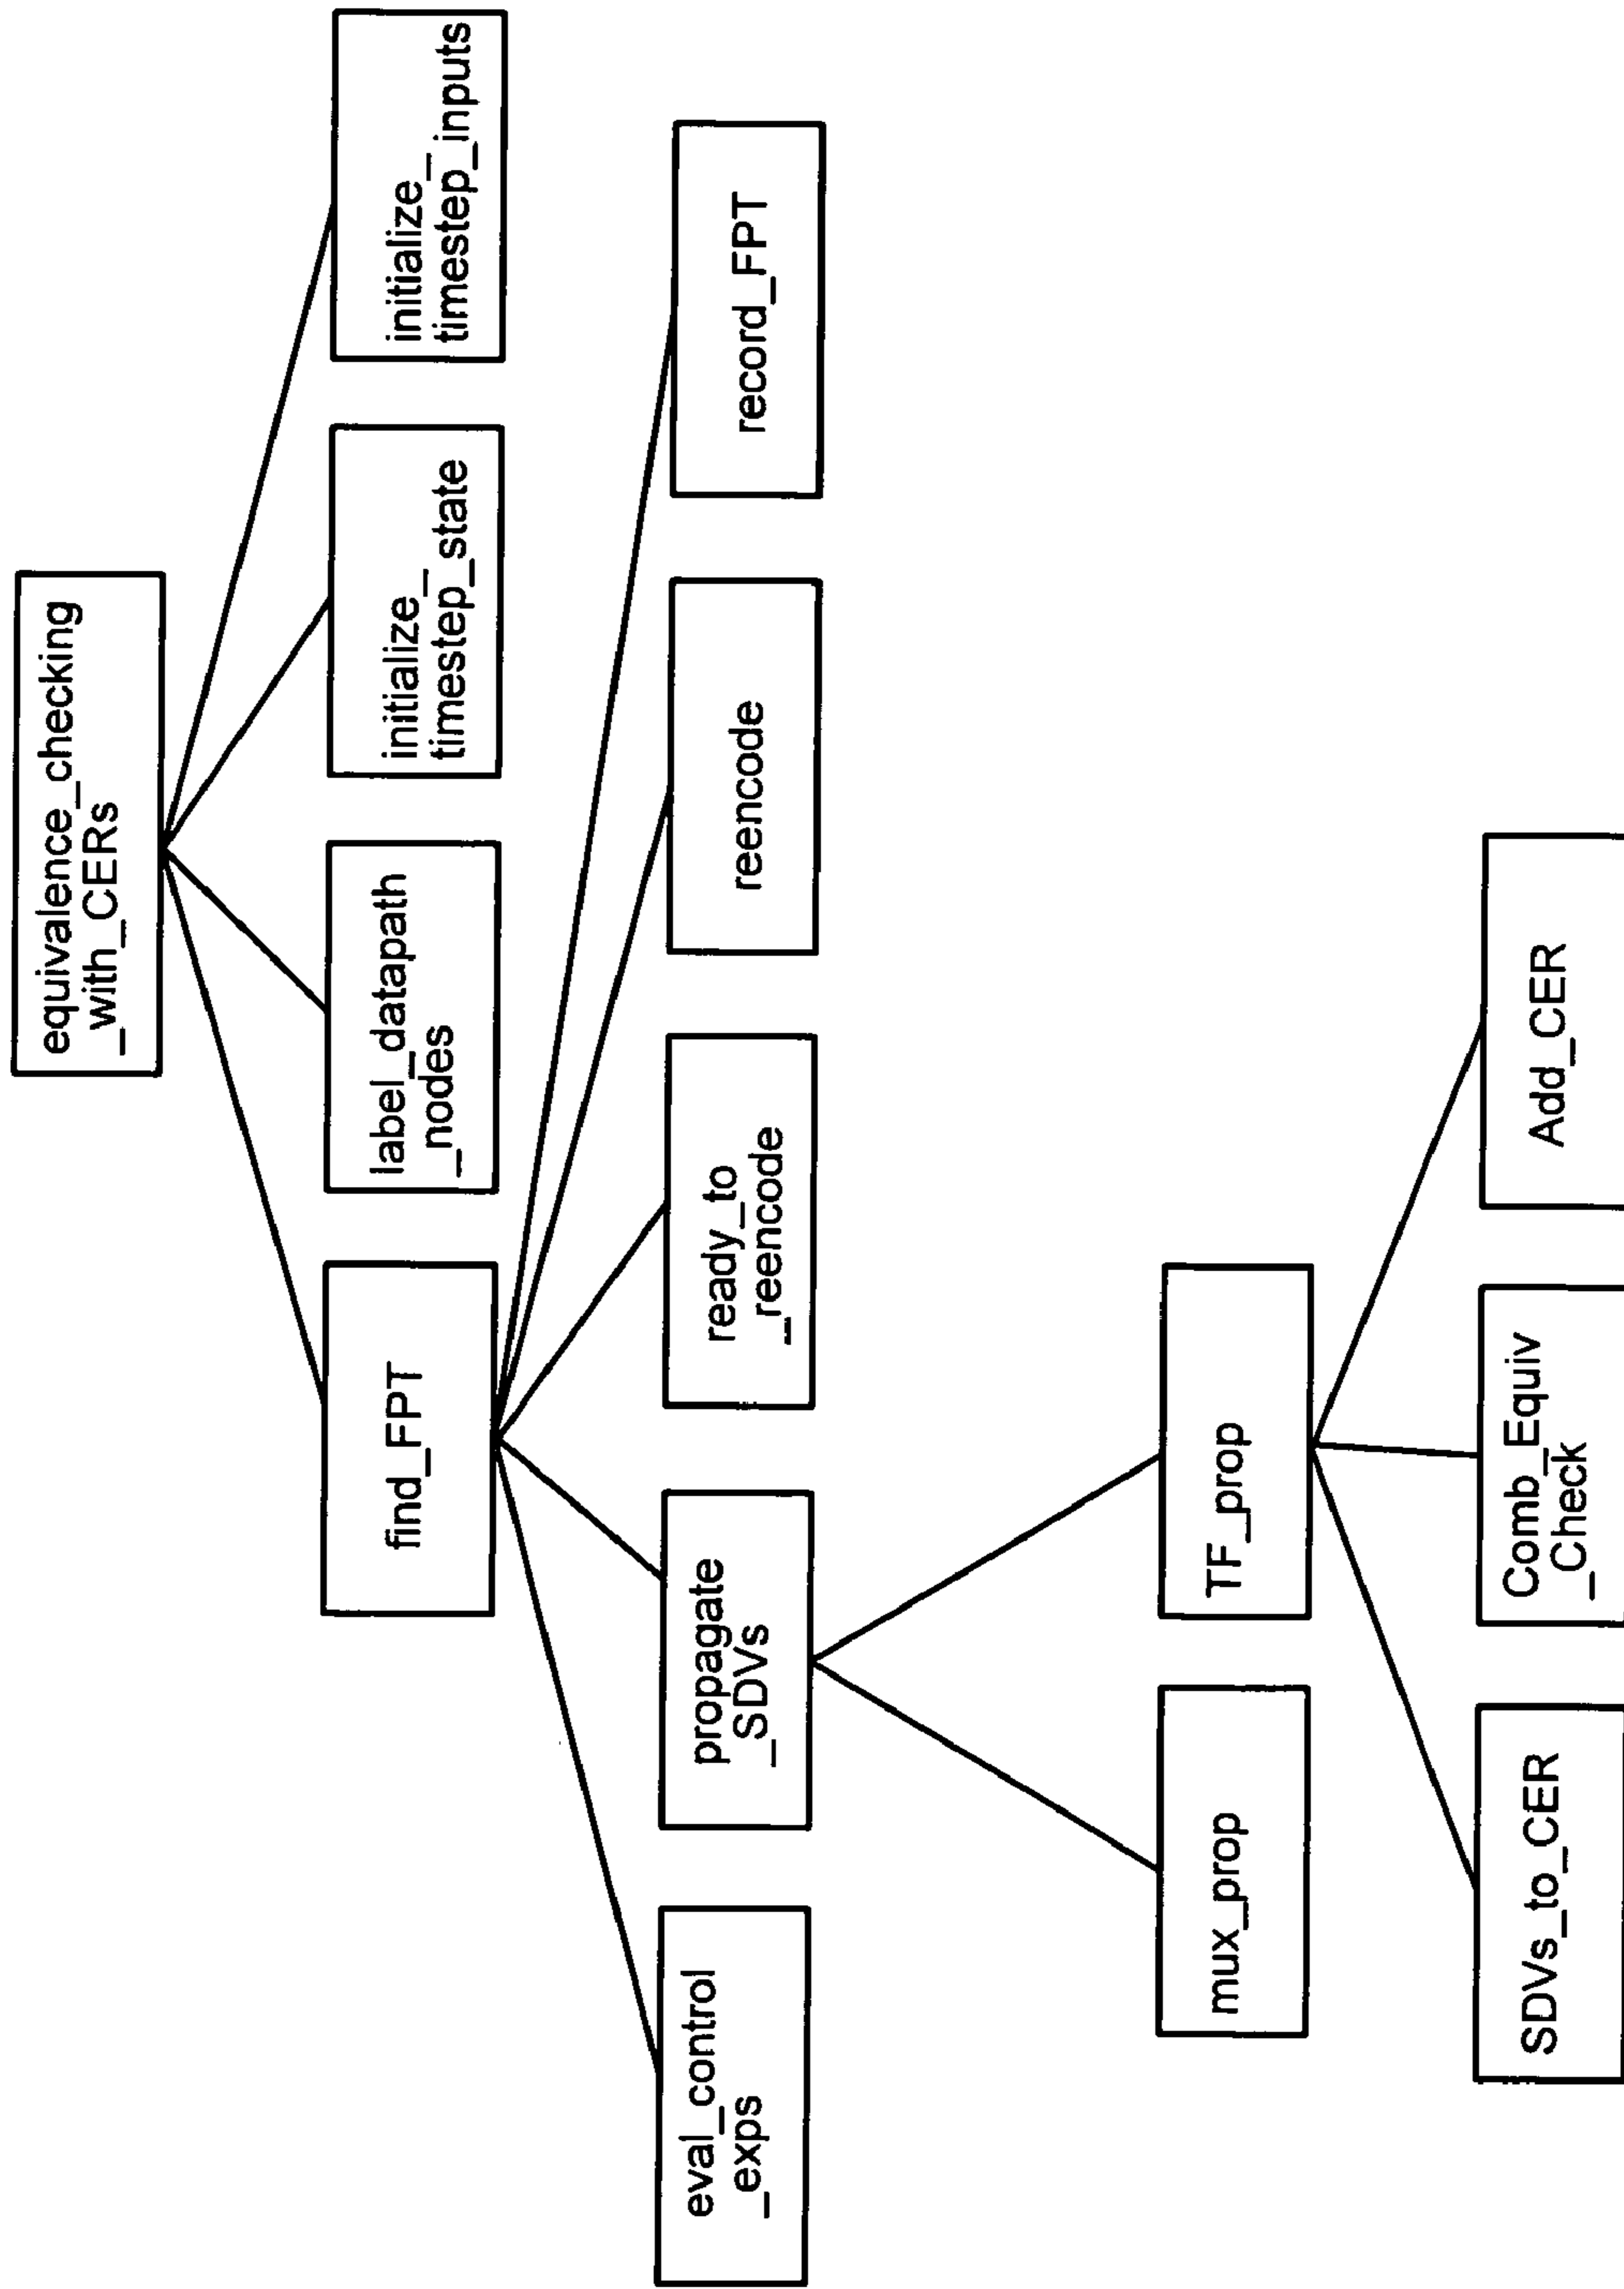 equivalence_checking
_with_CERs
find_FPT
label_datapath
_nodes
initialize_
timestep_state
initialize_
timestep_inputs
eval_control
_exps
propagate
_SDVs
ready_to
_reencode
reencode
record_FPT
mux_prop
TF_prop
SDVs_to_CER
Comb_Equiv
_Check
Add_CER